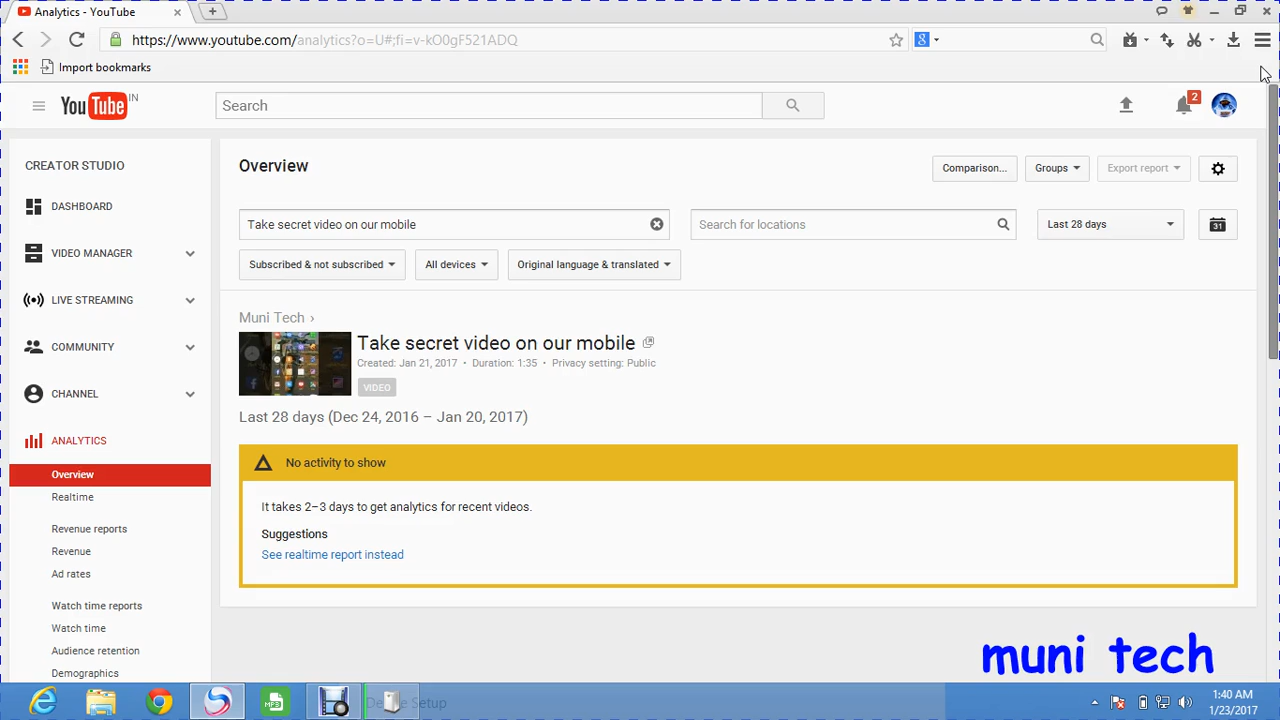 Analytics - YouTube
https://www.youtube.com/analytics?o=U#;fi=v-kO0gF521ADQ
Import bookmarks
YouTube IN
Search
2
CREATOR STUDIO
DASHBOARD
VIDEO MANAGER
LIVE STREAMING
COMMUNITY
CHANNEL
ANALYTICS
Overview
Realtime
Revenue reports
Revenue
Ad rates
Watch time reports
Watch time
Audience retention
Demographics
Overview
Comparison...
Groups
Export report
Take secret video on our mobile
Search for locations
Last 28 days
31
Subscribed & not subscribed
All devices
Original language & translated
Muni Tech ›
Take secret video on our mobile
Created: Jan 21, 2017 • Duration: 1:35 • Privacy setting: Public
VIDEO
Last 28 days (Dec 24, 2016 – Jan 20, 2017)
No activity to show
It takes 2–3 days to get analytics for recent videos.
Suggestions
See realtime report instead
muni tech
MP3
Setup
1:40 AM
1/23/2017